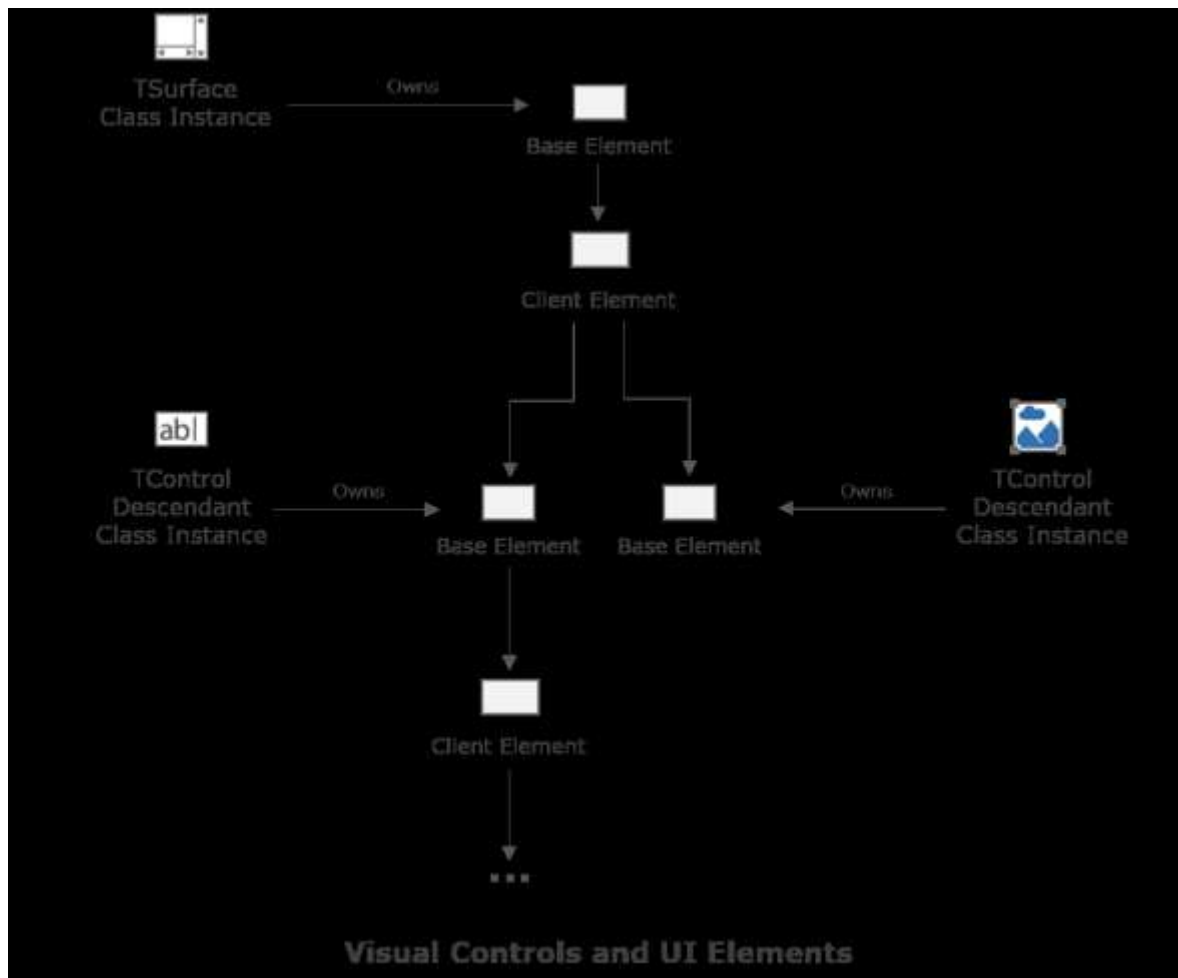 TSurface
Class Instance
Owns
Base Element
Client Element
ab|
TControl
Descendant
Class Instance
Owns
Base Element
Base Element
Owns
TControl
Descendant
Class Instance
Client Element
...
Visual Controls and UI Elements